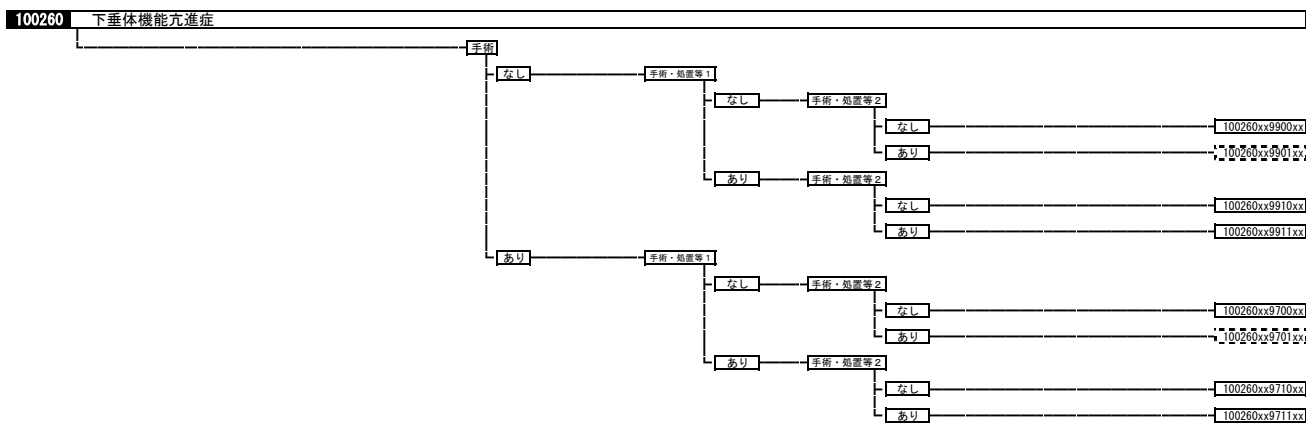 100260 下垂体機能亢進症
手術
なし 手術・処置等1
なし 手術・処置等2
なし 100260xx9900xx
あり 100260xx9901xx
あり 手術・処置等2
なし 100260xx9910xx
あり 100260xx9911xx
あり 手術・処置等1
なし 手術・処置等2
なし 100260xx9700xx
あり 100260xx9701xx
あり 手術・処置等2
なし 100260xx9710xx
あり 100260xx9711xx